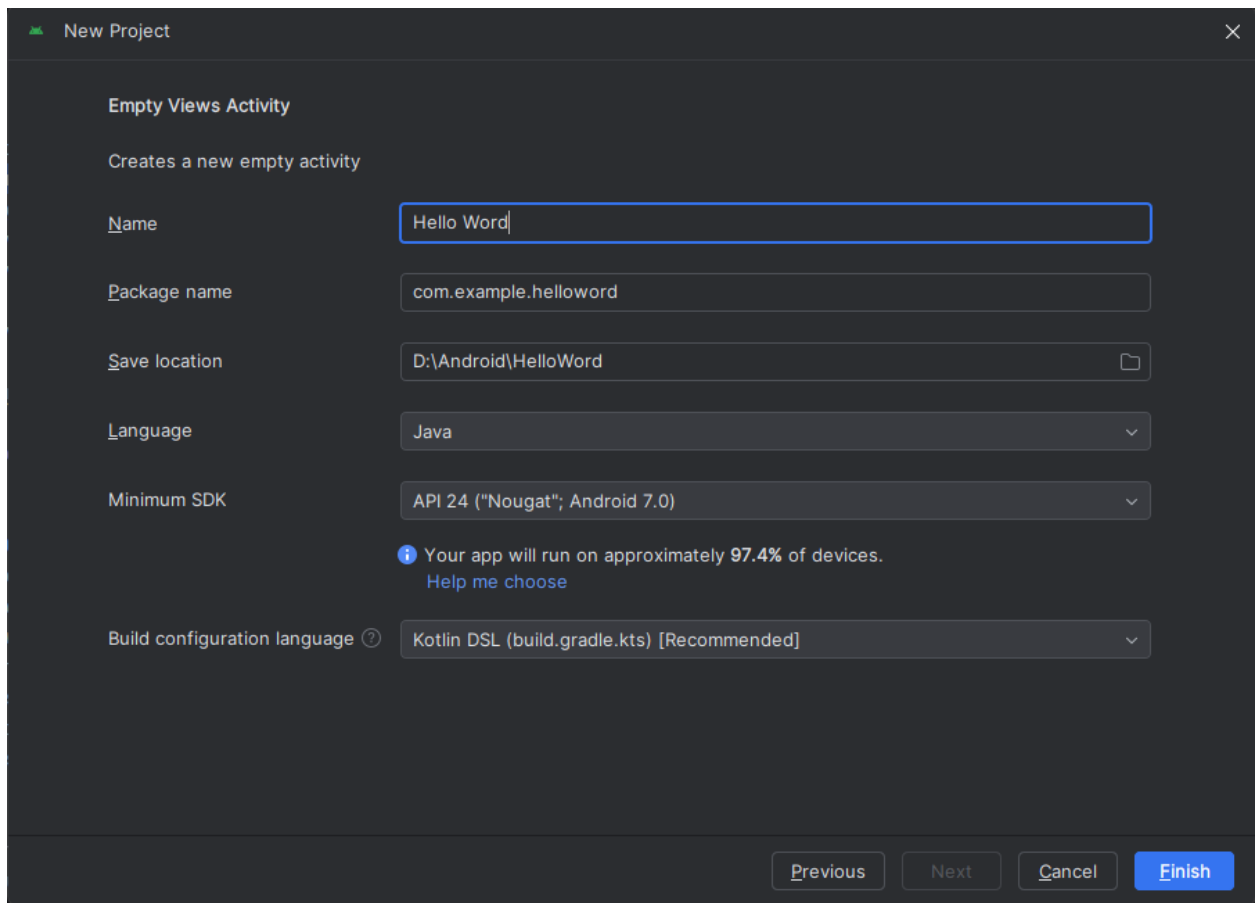 New Project
Empty Views Activity
Creates a new empty activity
Name
Hello Word
Package name
com.example.helloword
Save location
D:\Android\HelloWord
Language
Java
Minimum SDK
API 24 ("Nougat"; Android 7.0)
Your app will run on approximately 97.4% of devices.
Help me choose
Build configuration language ?
Kotlin DSL (build.gradle.kts) [Recommended]
Previous
Next
Cancel
Finish